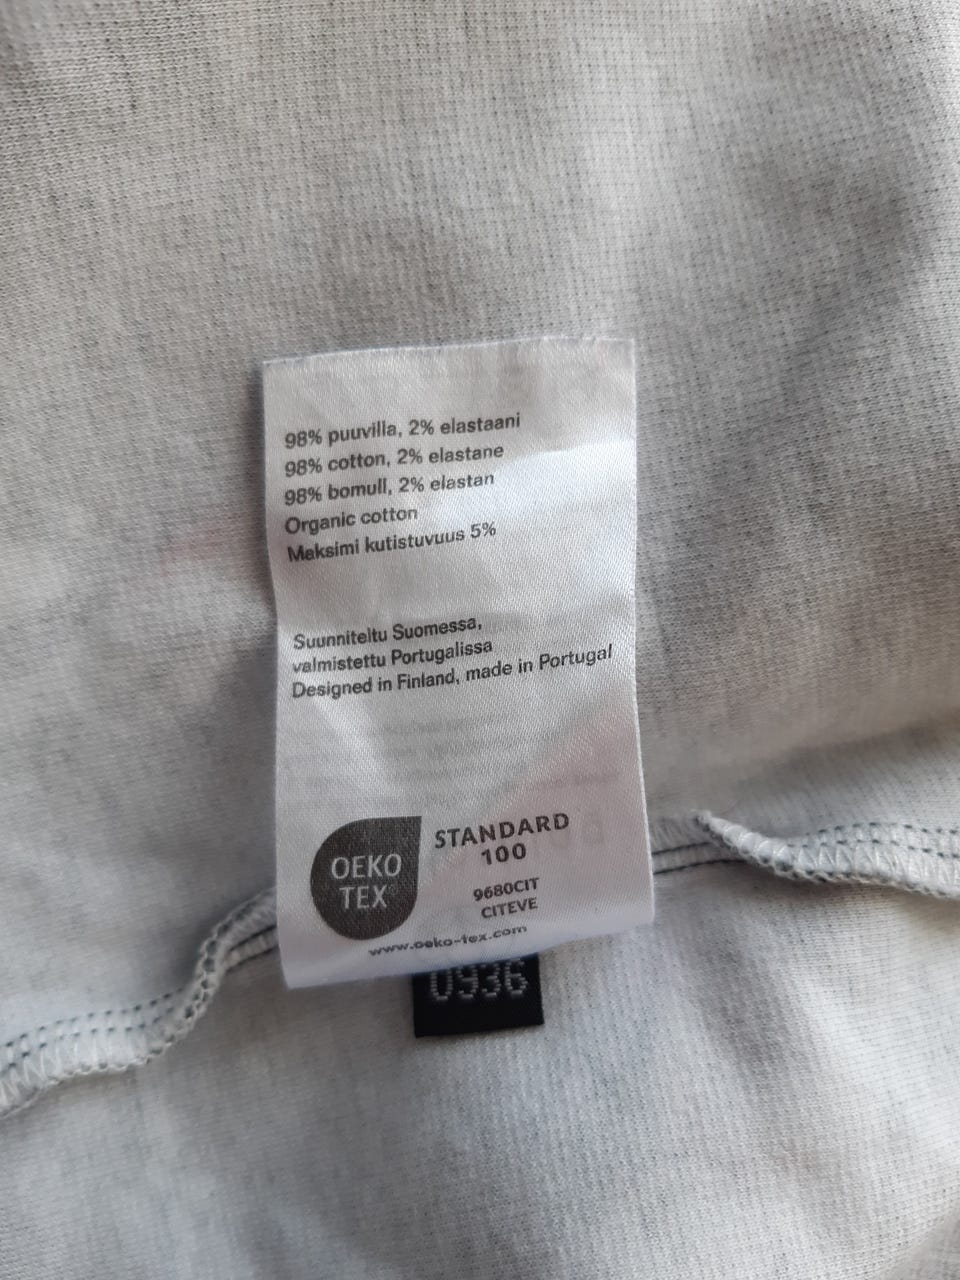 98% puuvilla, 2% elastaani
98% cotton, 2% elastane
98% bomull, 2% elastan
Organic cotton
Maksimi kutistuvuus 5%
Suunniteltu Suomessa,
valmistettu Portugalissa
Designed in Finland, made in Portugal
OEKO
TEX®
STANDARD
100
9680CIT
CITEVE
www.oeko-tex.com
0936